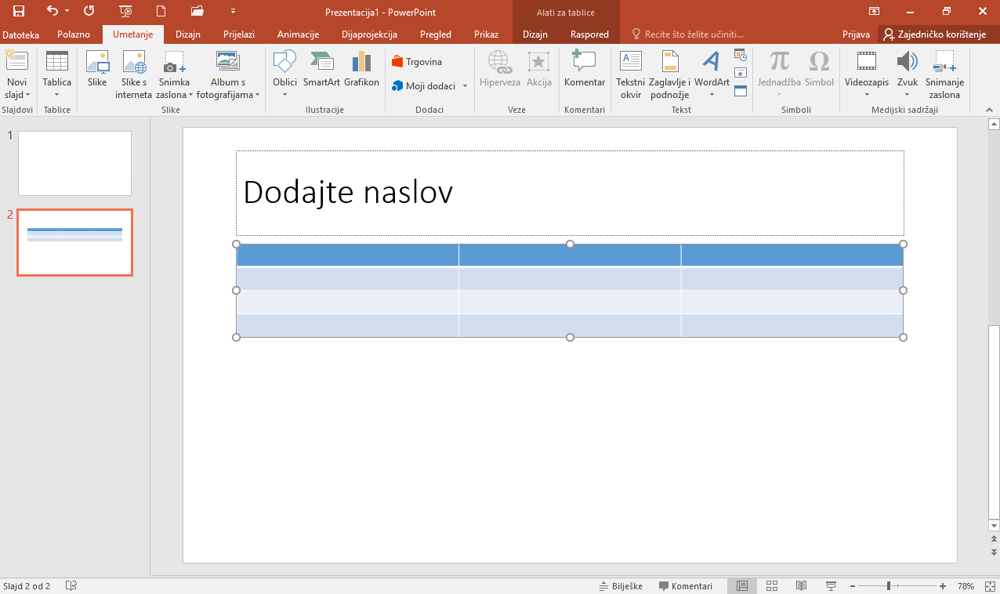 Prezentacija1 - PowerPoint
Alati za tablice
Datoteka Polazno Umetanje Dizajn Prijelazi Animacije Dijaprojekcija Pregled Prikaz Dizajn Raspored Recite što želite učiniti... Prijava Zajedničko korištenje
Novi slajd
Tablica
Slike
Slike s interneta
Snimka zaslona
Album s fotografijama
Oblici
SmartArt
Grafikon
Trgovina
Moji dodaci
Hiperveza
Akcija
Komentar
Tekstni okvir
Zaglavlje i podnožje
WordArt
#
Jednadžba
Simbol
Videozapis
Zvuk
Snimanje zaslona
Slajdovi Tablice Slike Ilustracije Dodaci Veze Komentari Tekst Simboli Medijski sadržaji
1
2
Dodajte naslov
Slajd 2 od 2 Bilješke Komentari 78%